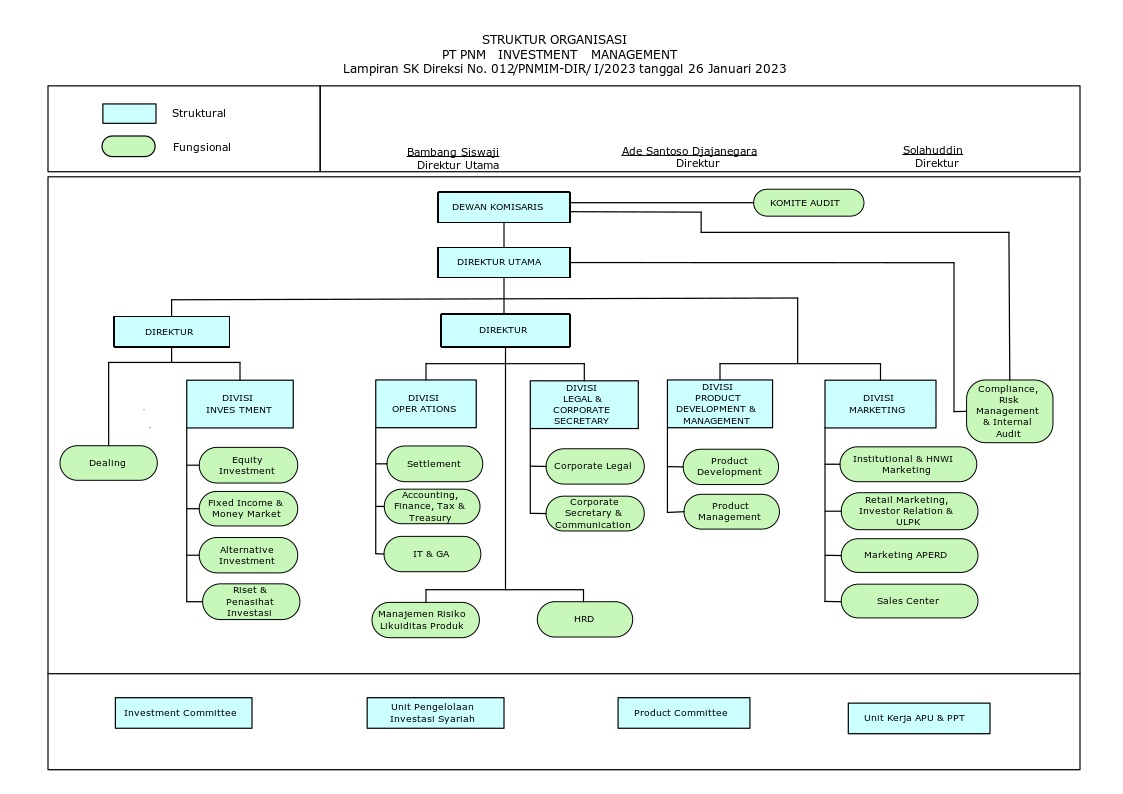 STRUKTUR ORGANISASI
PT PNM INVESTMENT MANAGEMENT
Lampiran SK Direksi No. 012/PNMIM-DIR/ I/2023 tanggal 26 Januari 2023
Struktural
Fungsional
Bambang Siswaji
Direktur Utama
Ade Santoso Djajanegara
Direktur
Solahuddin
Direktur
DEWAN KOMISARIS
KOMITE AUDIT
DIREKTUR UTAMA
DIREKTUR
DIREKTUR
DIVISI
INVES TMENT
DIVISI
OPER ATIONS
DIVISI
LEGAL &
CORPORATE
SECRETARY
DIVISI
PRODUCT
DEVELOPMENT &
MANAGEMENT
DIVISI
MARKETING
Compliance,
Risk
Management
& Internal
Audit
Dealing
Equity
Investment
Fixed Income &
Money Market
Alternative
Investment
Riset &
Penasihat
Investasi
Settlement
Accounting,
Finance, Tax &
Treasury
IT & GA
Corporate Legal
Corporate
Secretary &
Communication
Product
Development
Product
Management
Institutional & HNWI
Marketing
Retail Marketing,
Investor Relation &
ULPK
Marketing APERD
Sales Center
Manajemen Risiko
Likuiditas Produk
HRD
Investment Committee
Unit Pengelolaan
Investasi Syariah
Product Committee
Unit Kerja APU & PPT